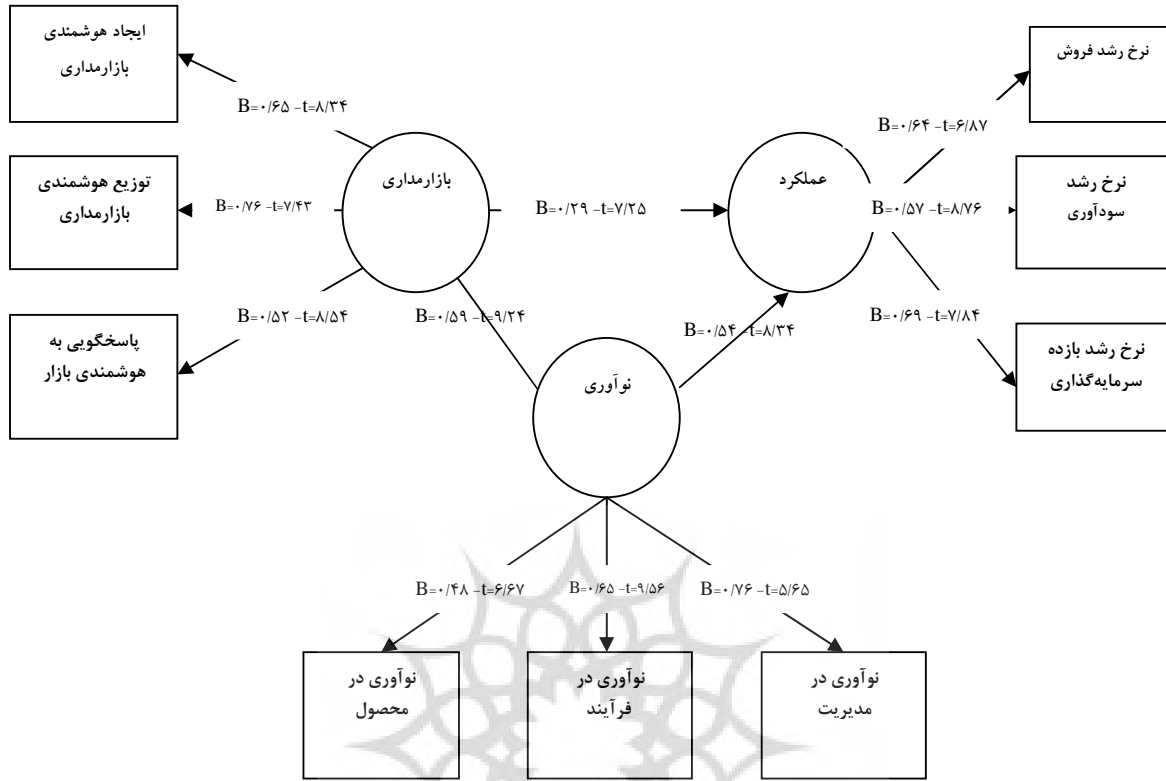 ایجاد هوشمندی
بازارمداری
نرخ رشد فروش
B=۰/۶۵ -t=۸/۳۴
B=۰/۶۴ -t=۶/۸۷
توزیع هوشمندی
بازارمداری
B=۰/۷۶ -t=۷/۴۳
بازارمداری
B=۰/۲۹ -t=۷/۲۵
عملکرد
B=۰/۵۷ -t=۸/۷۶
نرخ رشد
سودآوری
پاسخگویی به
هوشمندی بازار
B=۰/۵۲ -t=۸/۵۴
B=۰/۵۹ -t=۹/۲۴
B=۰/۵۴ -t=۸/۳۴
B=۰/۶۹ -t=۷/۸۴
نرخ رشد بازده
سرمایه‌گذاری
نوآوری
B=۰/۴۸ -t=۶/۶۷
B=۰/۶۵ -t=۹/۵۶
B=۰/۷۶ -t=۵/۶۵
نوآوری در
محصول
نوآوری در
فرآیند
نوآوری در
مدیریت